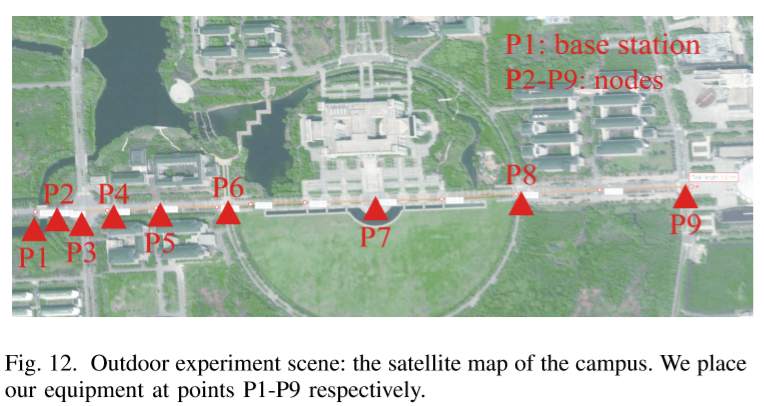 P1: base station
P2-P9: nodes
P2
P4
P6
P8
P1
P3
P5
P7
P9
Fig. 12. Outdoor experiment scene: the satellite map of the campus. We place
our equipment at points P1-P9 respectively.